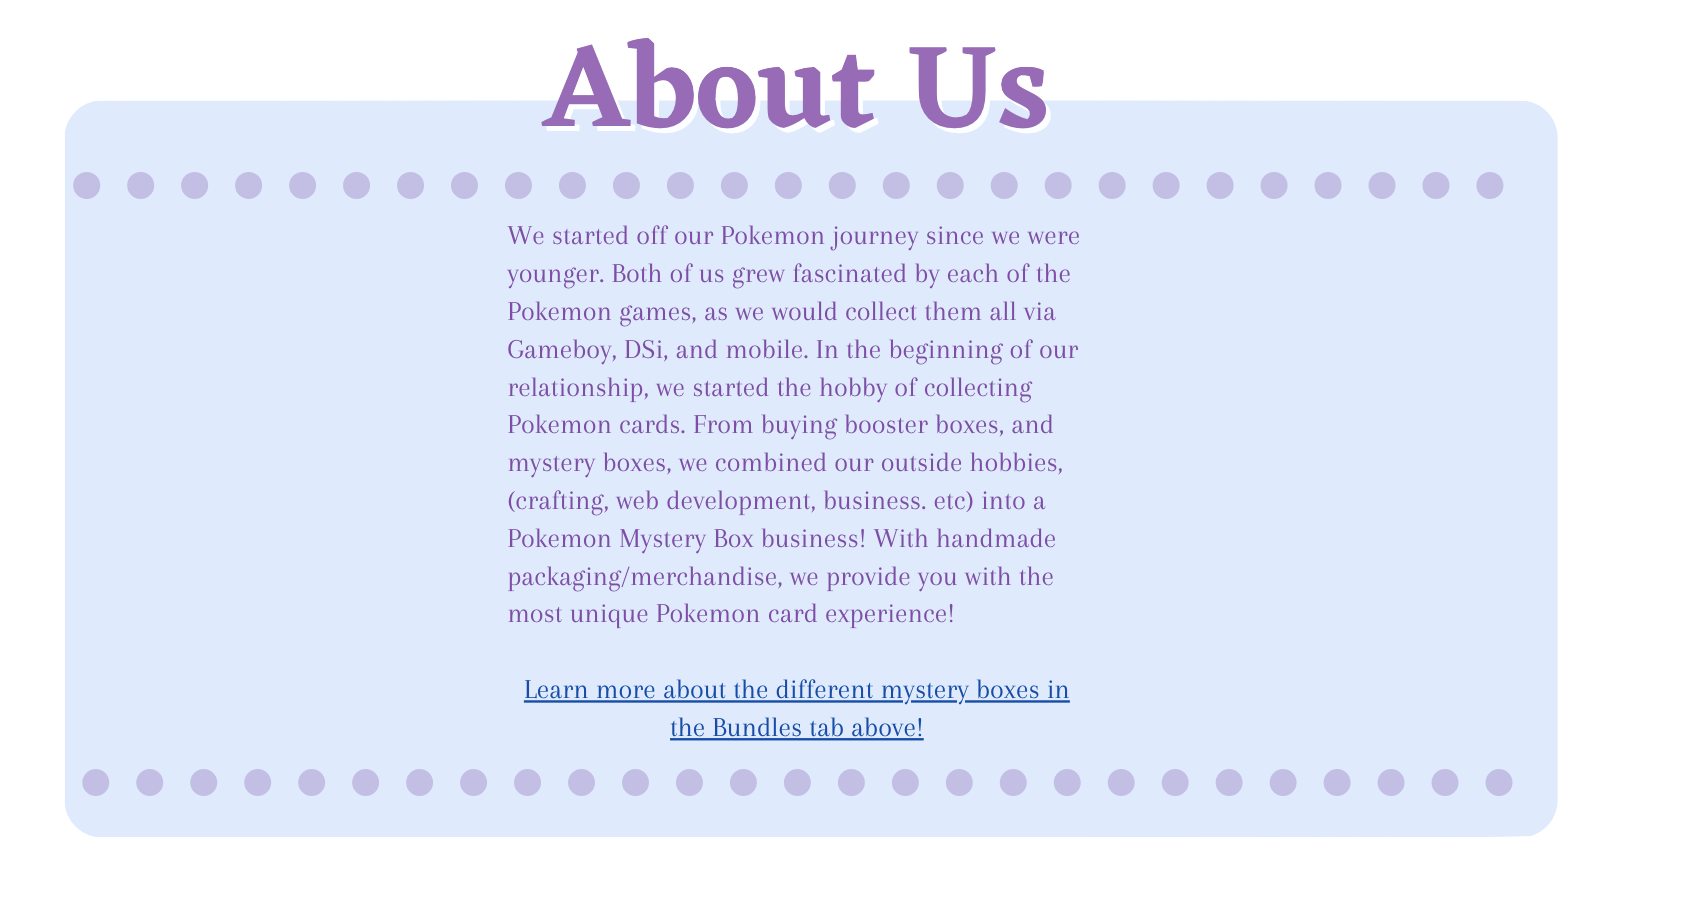 About Us
We started off our Pokemon journey since we were
younger. Both of us grew fascinated by each of the
Pokemon games, as we would collect them all via
Gameboy, DSi, and mobile. In the beginning of our
relationship, we started the hobby of collecting
Pokemon cards. From buying booster boxes, and
mystery boxes, we combined our outside hobbies,
(crafting, web development, business. etc) into a
Pokemon Mystery Box business! With handmade
packaging/merchandise, we provide you with the
most unique Pokemon card experience!
Learn more about the different mystery boxes in
the Bundles tab above!